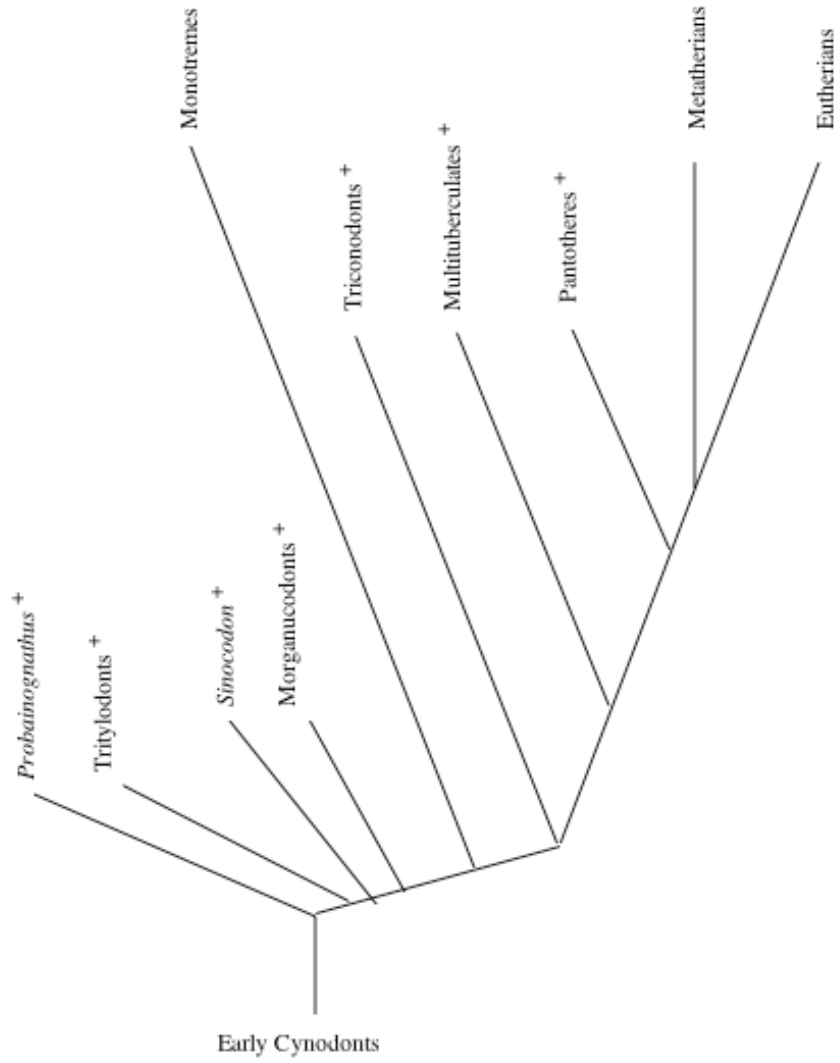 Probainognathus +
Tritylodonts +
Sinocodon +
Morganucodonts +
Monotremes
Triconodonts +
Multituberculates +
Pantotheres +
Metatherians
Eutherians
Early Cynodonts